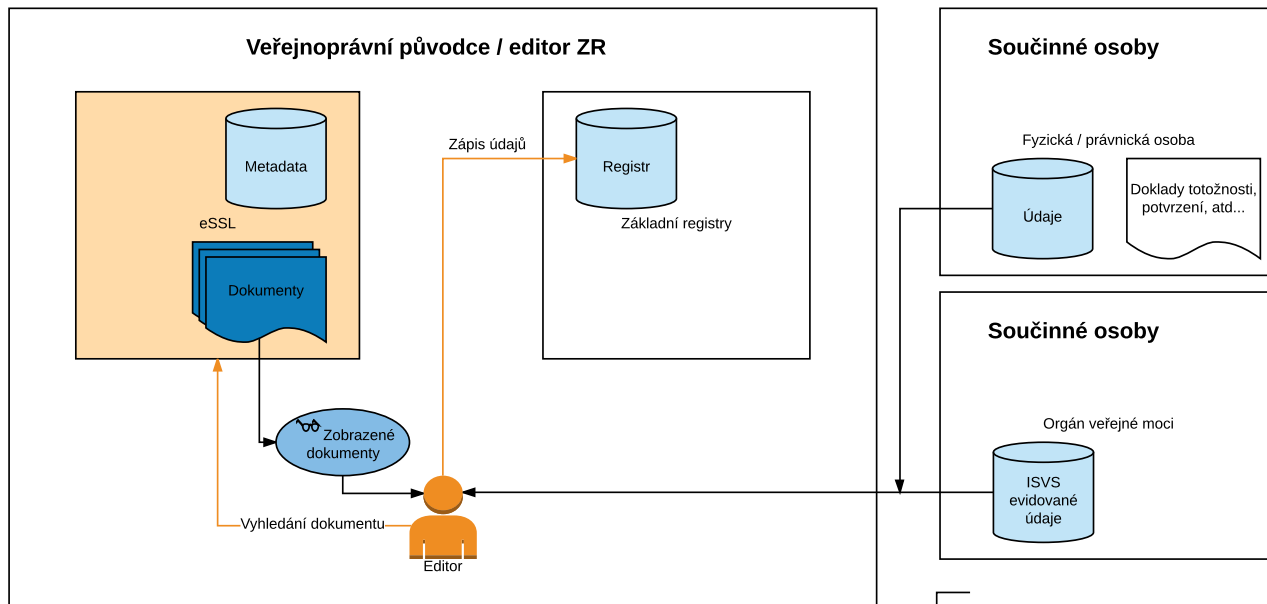 Veřejnoprávní původce / editor ZR
Metadata
eSSL
Dokumenty
Zobrazené
dokumenty
Vyhledání dokumentu
Editor
Zápis údajů
Registr
Základní registry
Součinné osoby
Fyzická / právnická osoba
Údaje
Doklady totožnosti,
potvrzení, atd...
Součinné osoby
Orgán veřejné moci
ISVS
evidované
údaje